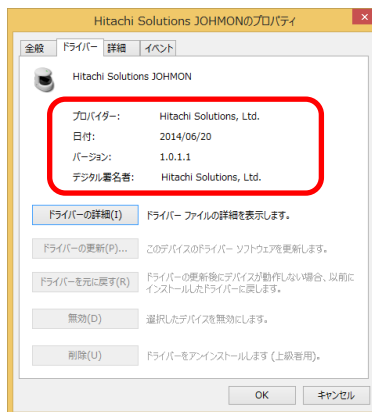 Hitachi Solutions JOHMONのプロパティ
全般 ドライバー 詳細 イベント
Hitachi Solutions JOHMON
プロバイダー: Hitachi Solutions, Ltd.
日付: 2014/06/20
バージョン: 1.0.1.1
デジタル署名者: Hitachi Solutions, Ltd.
ドライバーの詳細(I) ドライバー ファイルの詳細を表示します。
ドライバーの更新(P)... このデバイスのドライバー ソフトウェアを更新します。
ドライバーを元に戻す(R) ドライバーの更新後にデバイスが動作しない場合、以前に
インストールしたドライバーに戻します。
無効(D) 選択したデバイスを無効にします。
削除(U) ドライバーをアンインストールします (上級者用)。
OK キャンセル